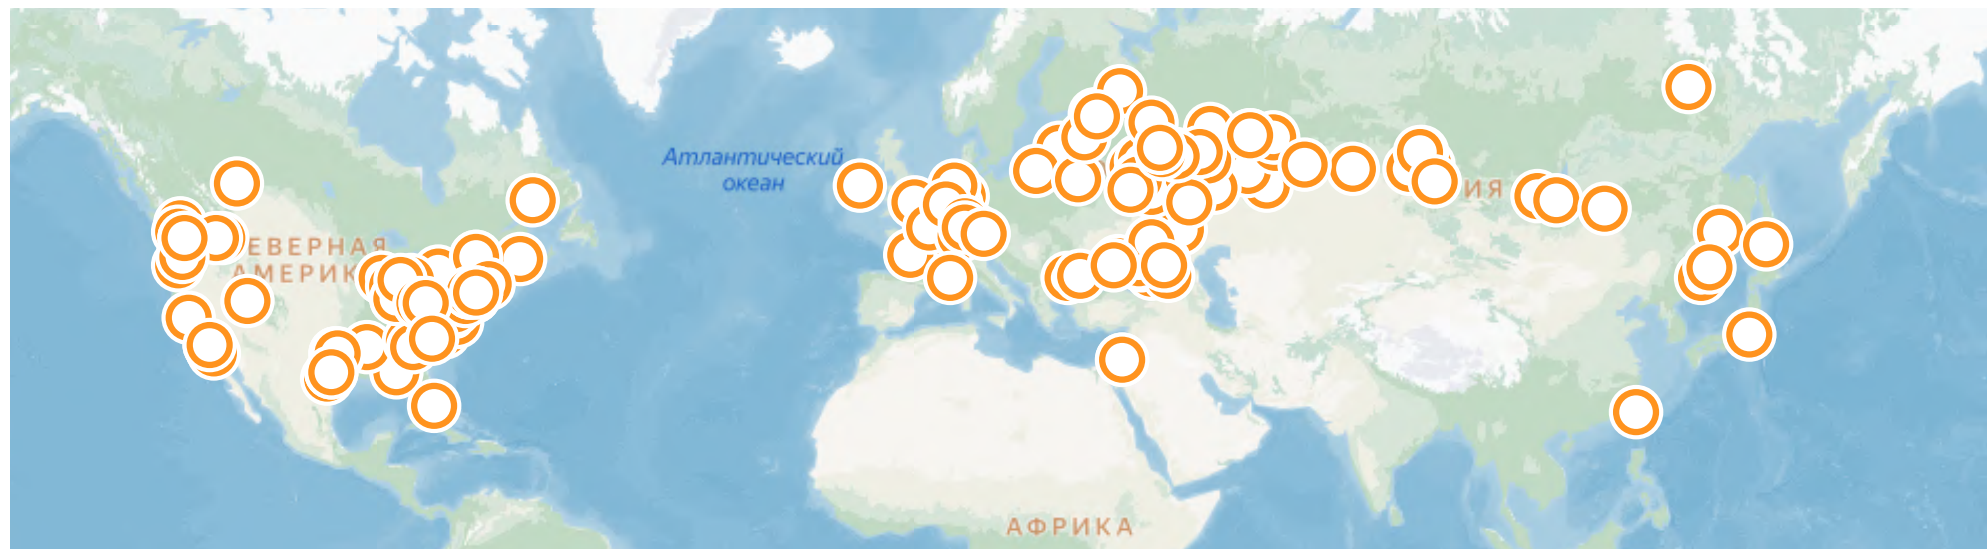 Атлантический
океан
ЕВЕРНАЯ
АМЕРИК
ИЯ
АФРИКА